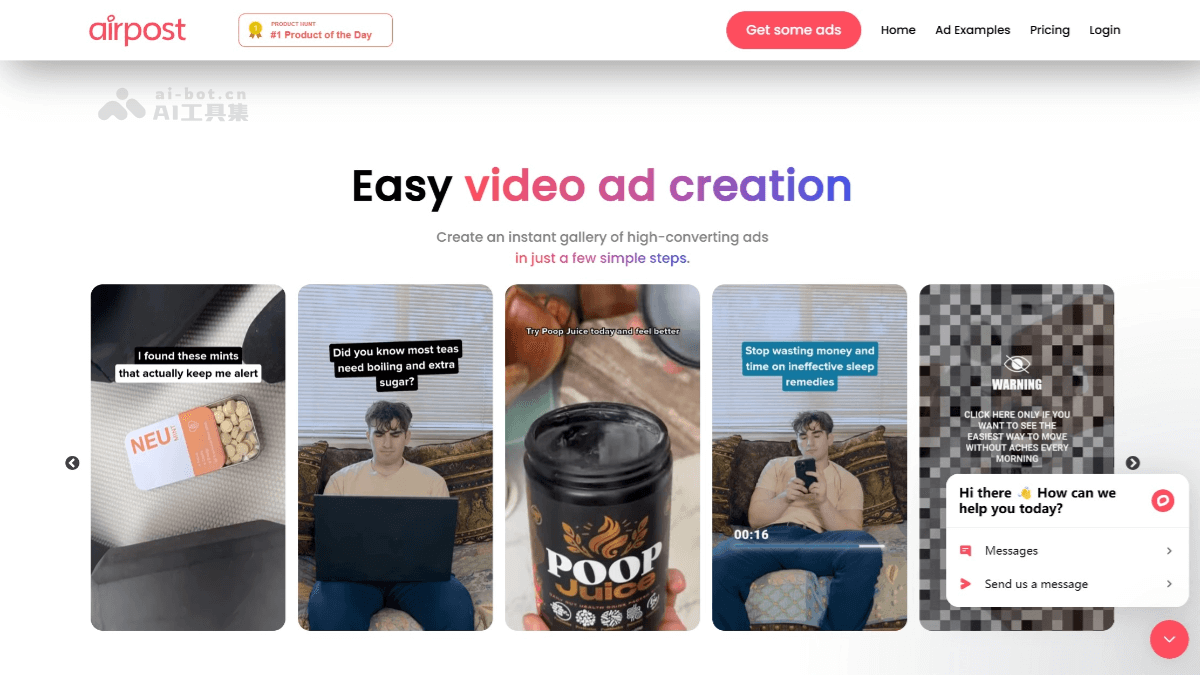 airpost
PRODUCT HUNT
#1 Product of the Day
Get some ads
Home
Ad Examples
Pricing
Login
ai-bot.cn
AI工具集
Easy video ad creation
Create an instant gallery of high-converting ads
in just a few simple steps.
I found these mints
that actually keep me alert
NEU
Did you know most teas
need boiling and extra
sugar?
Try Poop Juice today and feel better
POOP
Juice
Stop wasting money and
time on ineffective sleep
remedies
00:16
WARNING
CLICK HERE ONLY IF YOU
WANT TO SEE THE
EASIEST WAY TO MOVE
WITHOUT ACHES EVERY
MORNING
Hi there 👋 How can we
help you today?
Messages
Send us a message